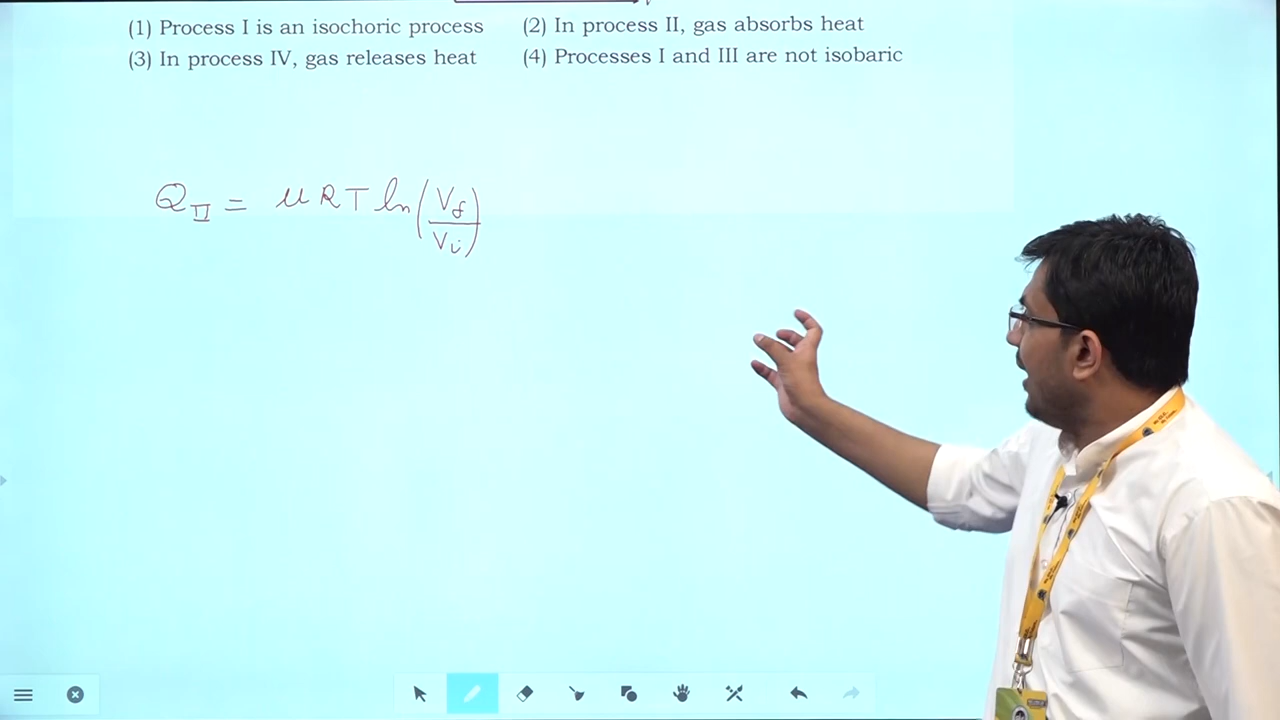 (1) Process I is an isochoric process (2) In process II, gas absorbs heat
(3) In process IV, gas releases heat (4) Processes I and III are not isobaric
Q_II = μRT ln(V_f/V_i)